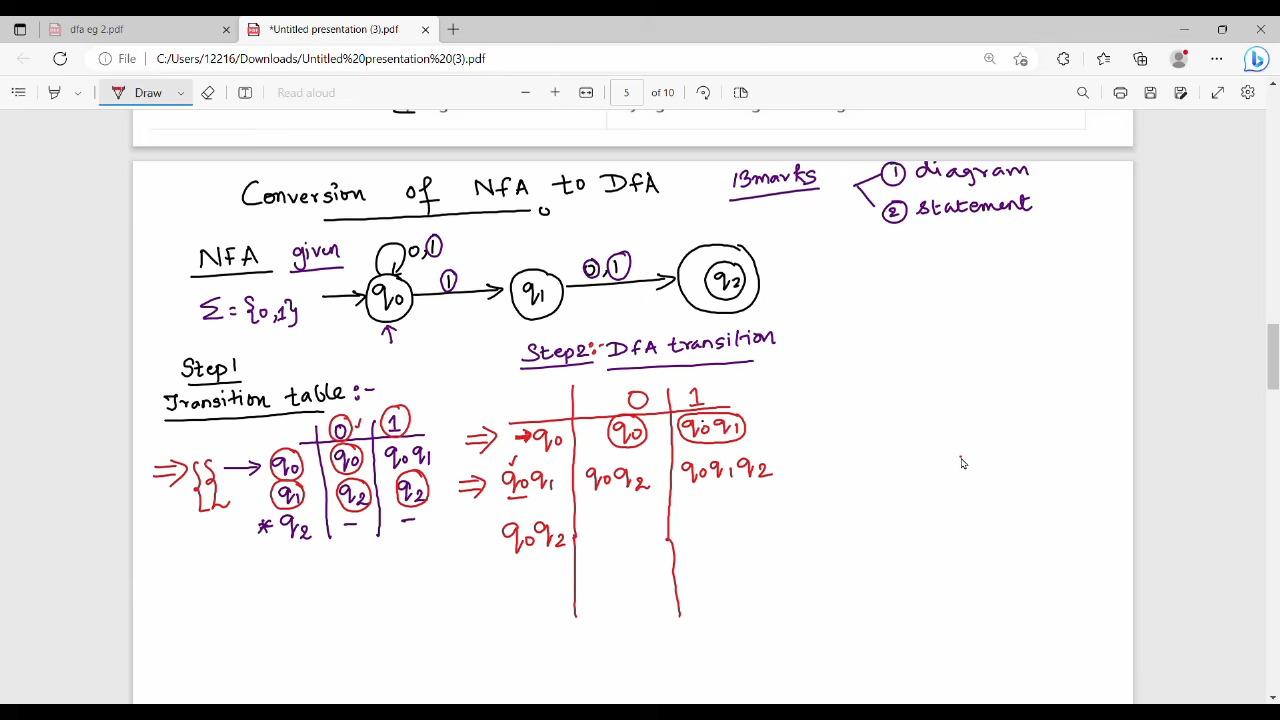 dfa eg 2.pdf
*Untitled presentation (3).pdf
File C:/Users/12216/Downloads/Untitled%20presentation%20(3).pdf
Draw Read aloud 5 of 10
Conversion of NFA to DFA 13marks ① diagram
② statement
NFA given 0,1 1 0,1
Σ={0,1} q0 q1 q2
Step1
Transition table :-
0 1
q0 q0 q0q1
q1 q2 q2
*q2 - -
Step2:- DFA transition
0 1
→q0 q0 q0q1
q0q1 q0q2 q0q1q2
q0q2